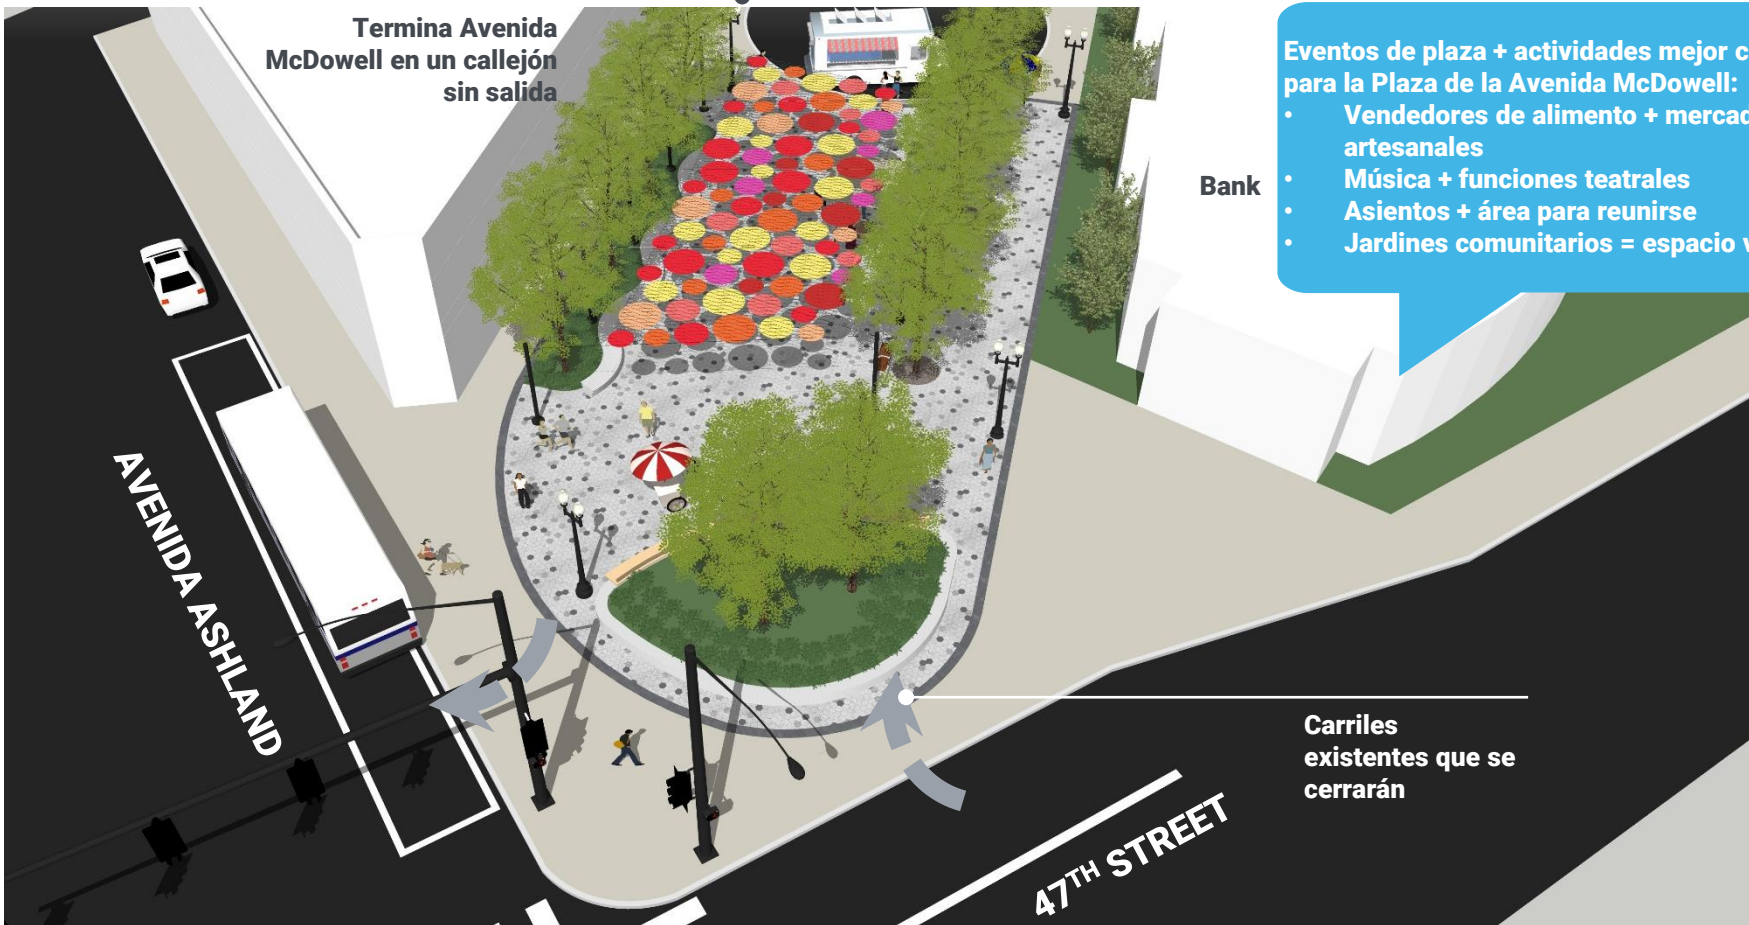 Termina Avenida
McDowell en un callejón
sin salida
Eventos de plaza + actividades mejor
para la Plaza de la Avenida McDowell:
• Vendedores de alimento +
artesanales
• Música + funciones teatrales
• Asientos + área para reunirse
• Jardines comunitarios = espacio
Bank
AVENIDA ASHLAND
Carriles
existentes que se
cerrarán
47TH STREET